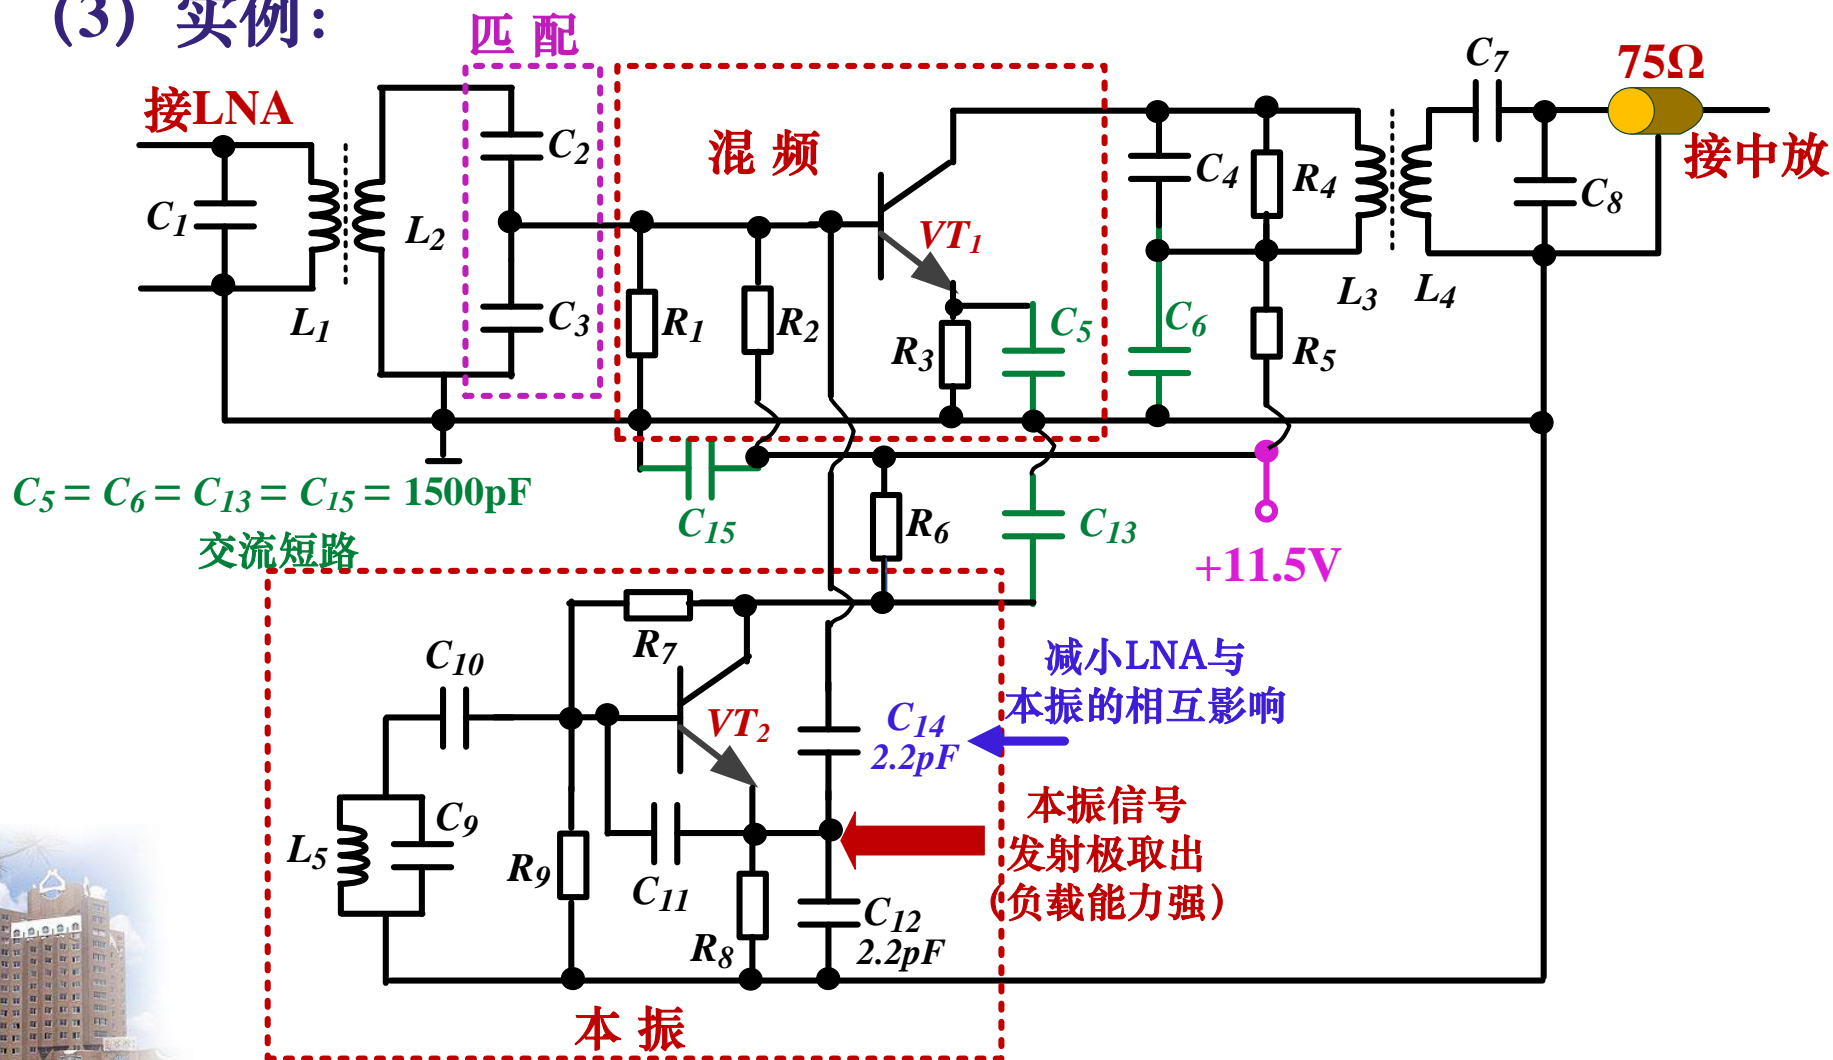 （3）实例：
匹 配
接LNA
C1
L1
L2
C2
C3
混 频
R1
R2
VT1
R3
C5
C4
R4
C6
R5
L3
L4
C7
C8
75Ω
接中放
C5 = C6 = C13 = C15 = 1500pF
交流短路
C15
R6
C13
+11.5V
R7
C10
VT2
C14
2.2pF
减小LNA与
本振的相互影响
本振信号
发射极取出
（负载能力强）
L5
C9
R9
C11
R8
C12
2.2pF
本 振